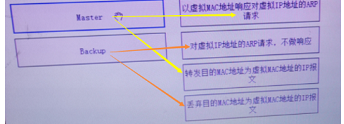 Master
以虚拟MAC地址响应对虚拟IP地址的ARP
请求
Backup
对虚拟IP地址的ARP请求，不做响应
转发目的MAC地址为虚拟MAC地址的IP报
文
丢弃目的MAC地址为虚拟MAC地址的IP报
文